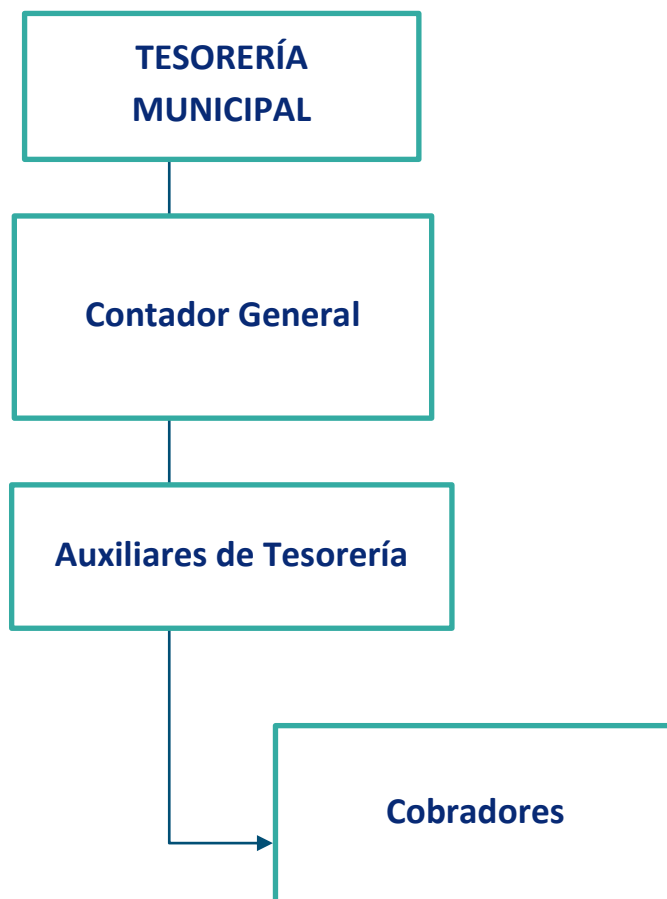 TESORERÍA
MUNICIPAL
Contador General
Auxiliares de Tesorería
Cobradores